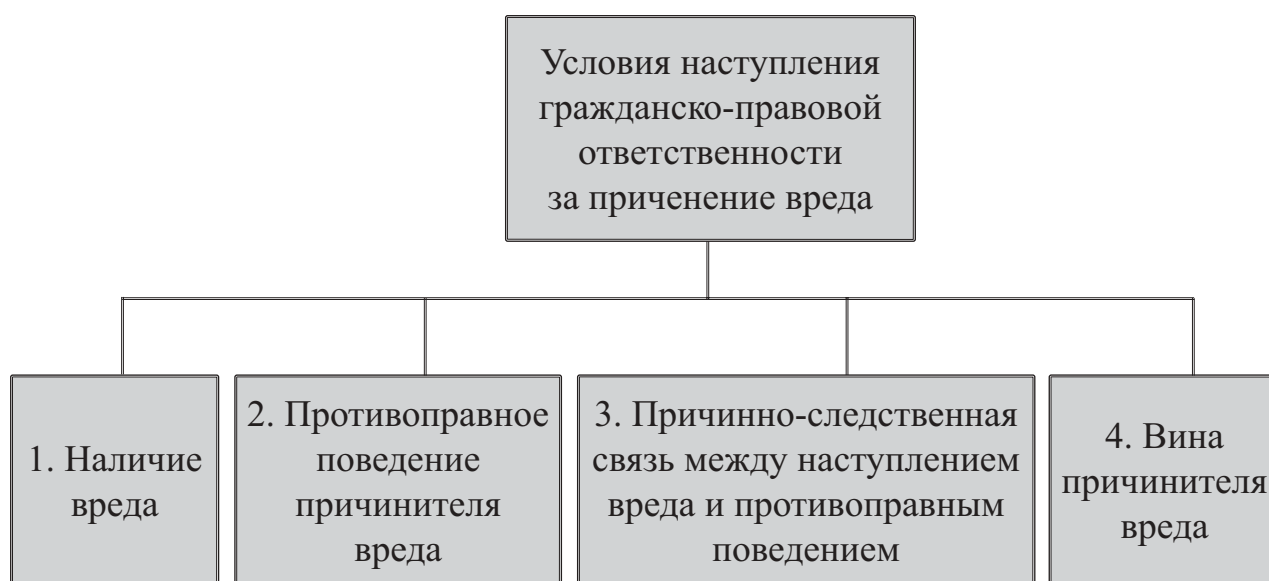 Условия наступления
гражданско-правовой
ответственности
за приченение вреда
1. Наличие
вреда
2. Противоправное
поведение
причинителя
вреда
3. Причинно-следственная
связь между наступлением
вреда и противоправным
поведением
4. Вина
причинителя
вреда